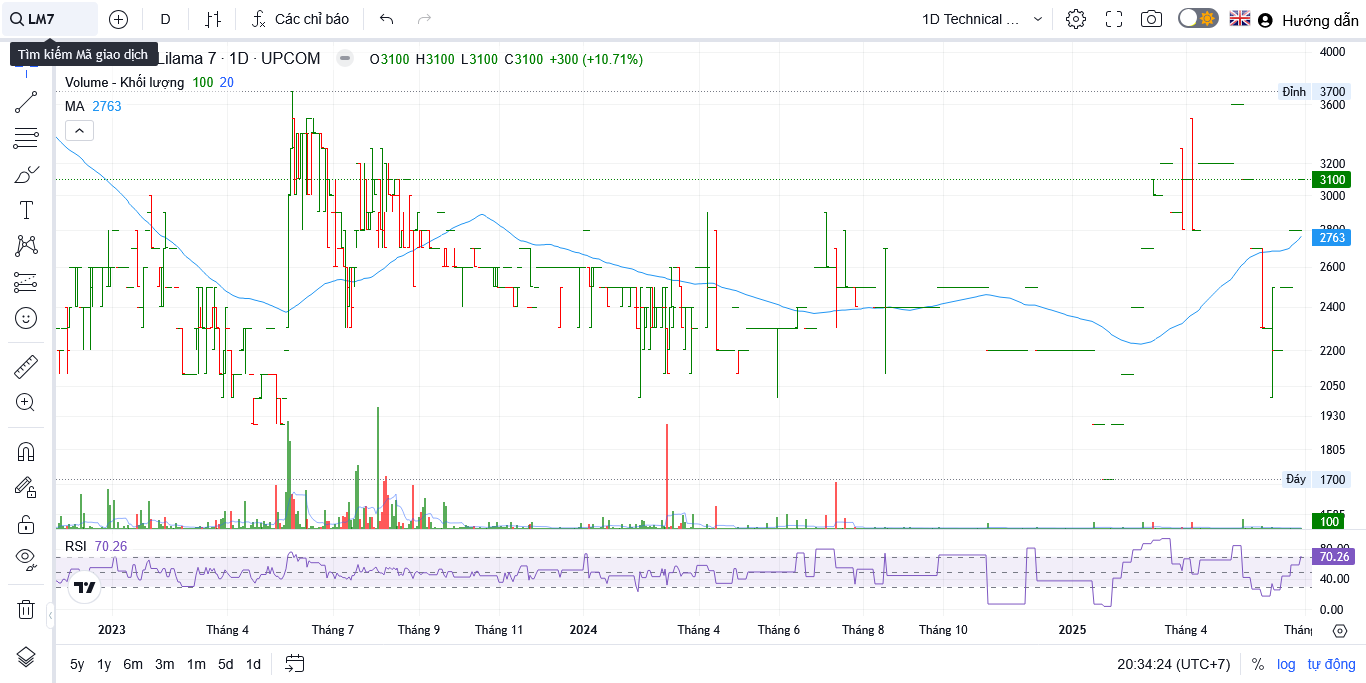 LM7
D
Các chỉ báo
1D Technical ...
Hướng dẫn
Tìm kiếm Mã giao dịch
Lilama 7 · 1D · UPCOM
O3100 H3100 L3100 C3100 +300 (+10.71%)
Volume - Khối lượng 100 20
MA 2763
4000
Đỉnh 3700
3600
3200
3100
3000
2800
2763
2600
2400
2200
2050
1930
1805
Đáy 1700
1585
100
RSI 70.26
80.00
70.26
40.00
0.00
2023 Tháng 4 Tháng 7 Tháng 9 Tháng 11 2024 Tháng 4 Tháng 6 Tháng 8 Tháng 10 2025 Tháng 4 Tháng
5y 1y 6m 3m 1m 5d 1d
20:34:24 (UTC+7) % log tự động